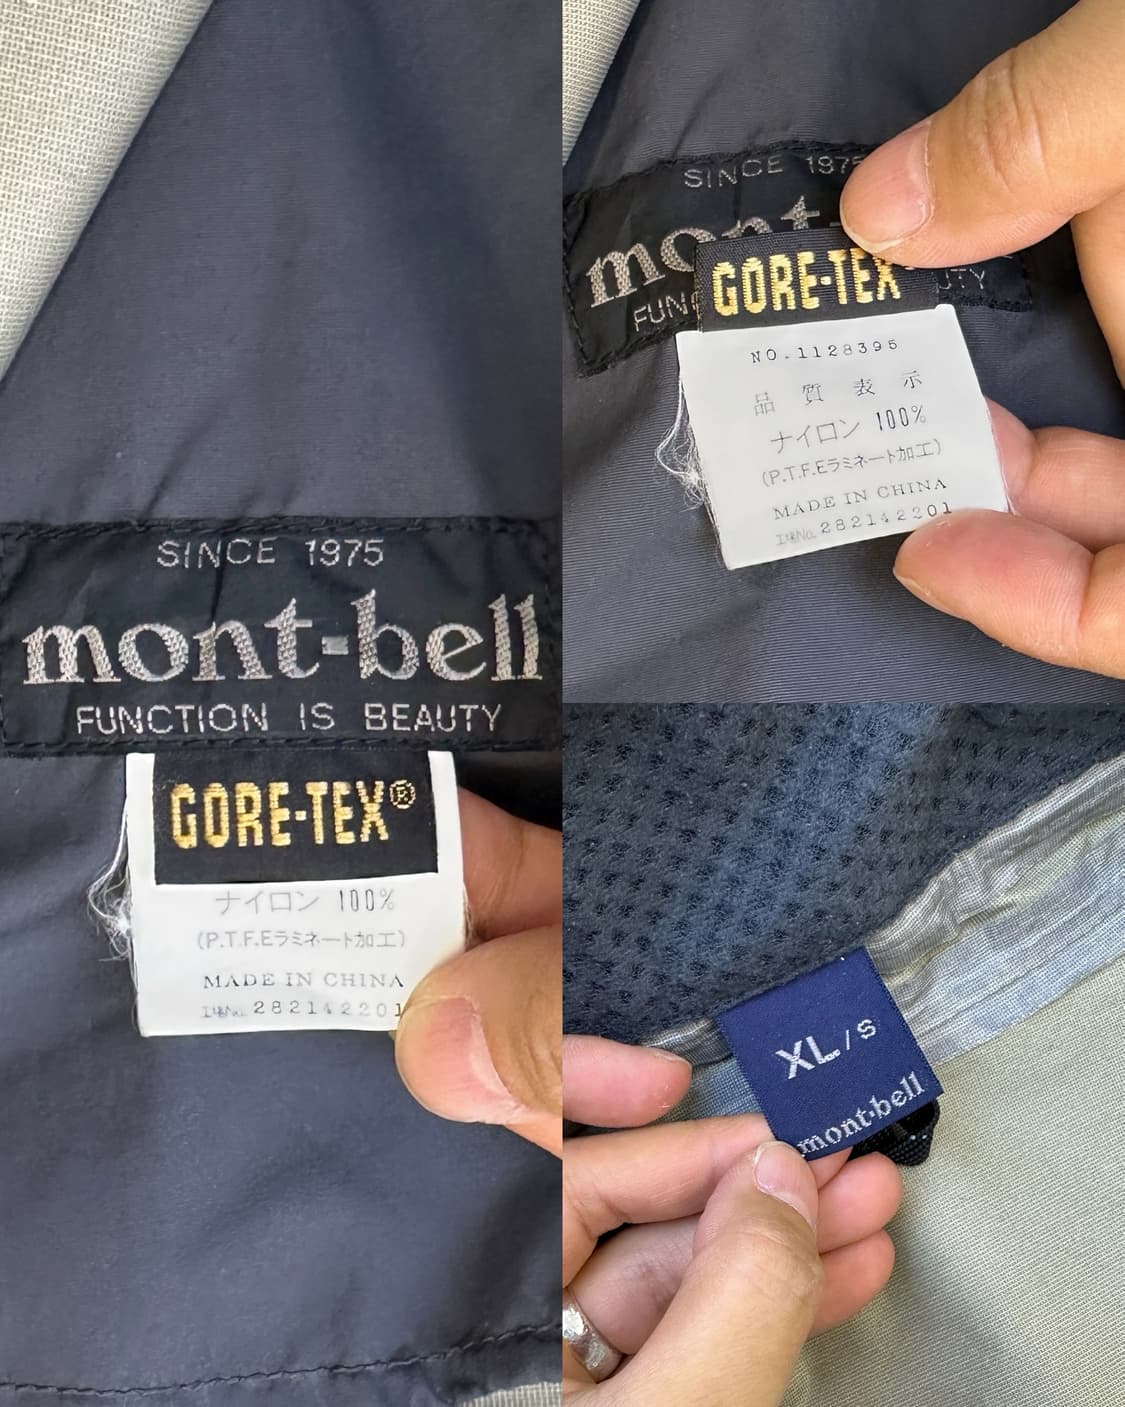 SINCE 1975
mont-bell
FUNCTION IS BEAUTY
GORE-TEX®
ナイロン 100%
(P.T.F.Eラミネート加工)
MADE IN CHINA
工場No. 282142201
SINCE 1975
mont-
FUN UTY
GORE-TEX®
NO.1128395
品質表示
ナイロン 100%
(P.T.F.Eラミネート加工)
MADE IN CHINA
工場No. 282142201
XL/S
mont-bell